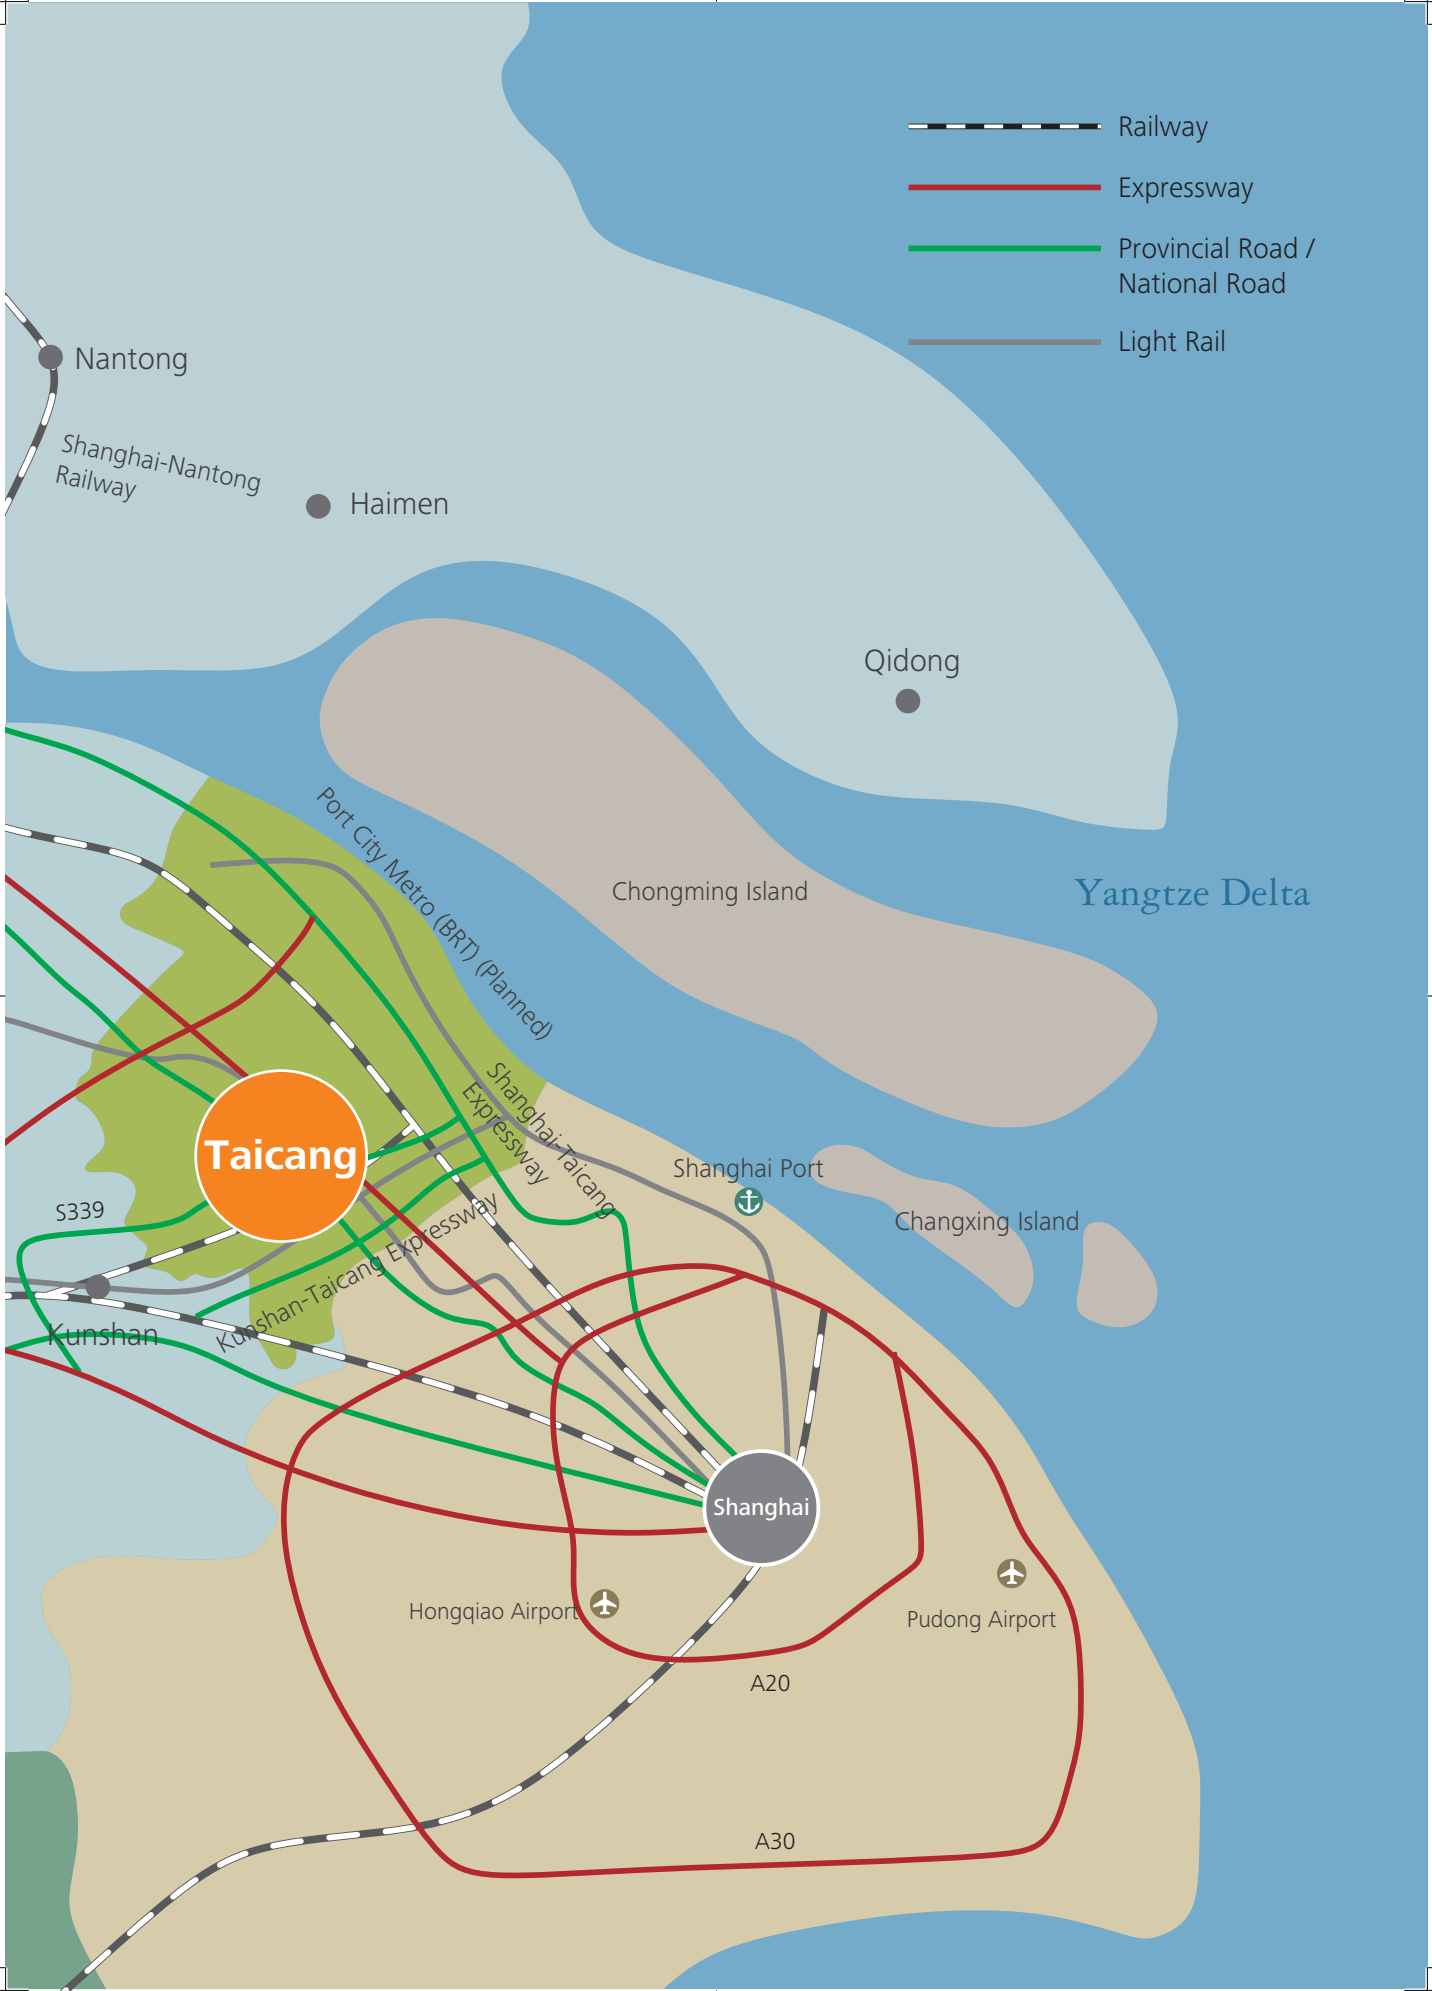 Railway
Expressway
Provincial Road /
National Road
Light Rail
Nantong
Shanghai-Nantong
Railway
Haimen
Qidong
Port City Metro (BRT) (Planned)
Chongming Island
Yangtze Delta
Shanghai-Taicang
Expressway
Taicang
Shanghai Port
S339
Changxing Island
Kunshan-Taicang Expressway
Kunshan
Shanghai
Hongqiao Airport
Pudong Airport
A20
A30